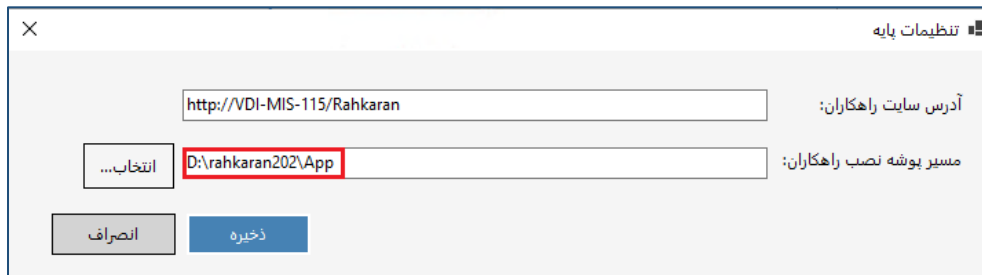 تنظیمات پایه
آدرس سایت راهکاران: http://VDI-MIS-115/Rahkaran
مسیر پوشه نصب راهکاران: D:\rahkaran202\App انتخاب...
ذخیره انصراف